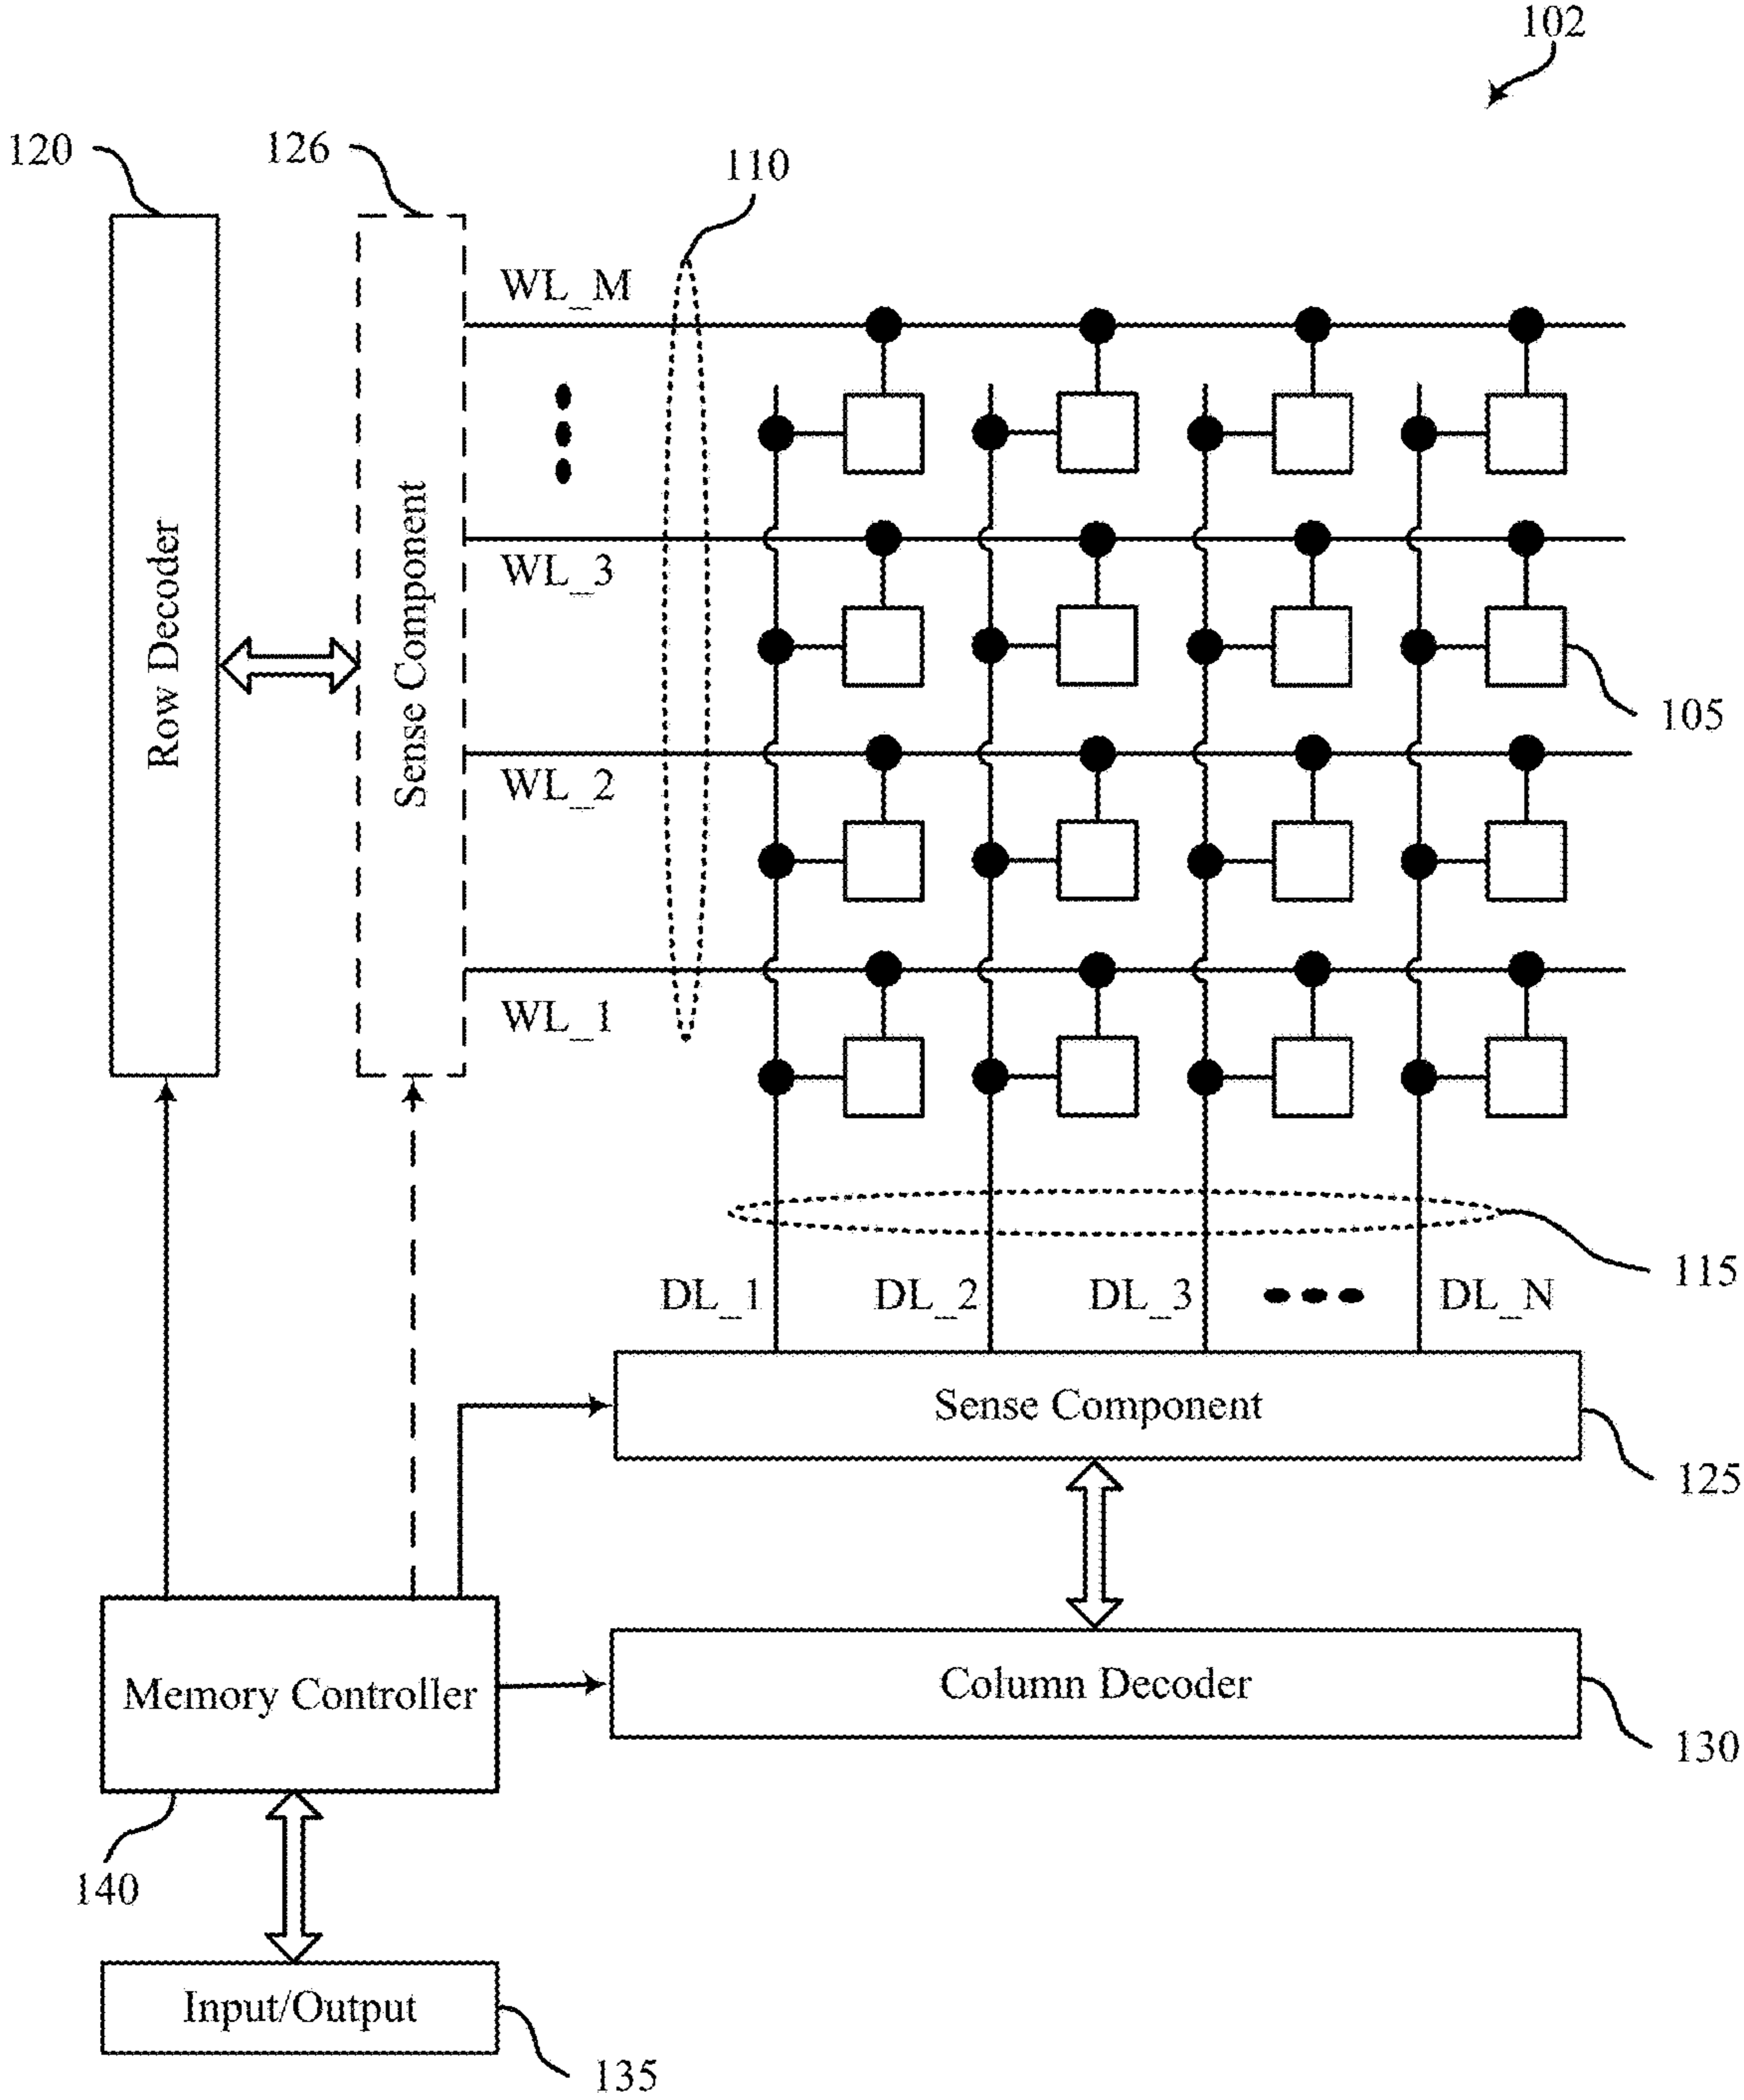 102
120
126
110
WL_M
WL_3
Row Decoder
Sense Component
105
WL_2
WL_1
115
DL_1
DL_2
DL_3
DL_N
Sense Component
125
Column Decoder
Memory Controller
130
140
Input/Output
135